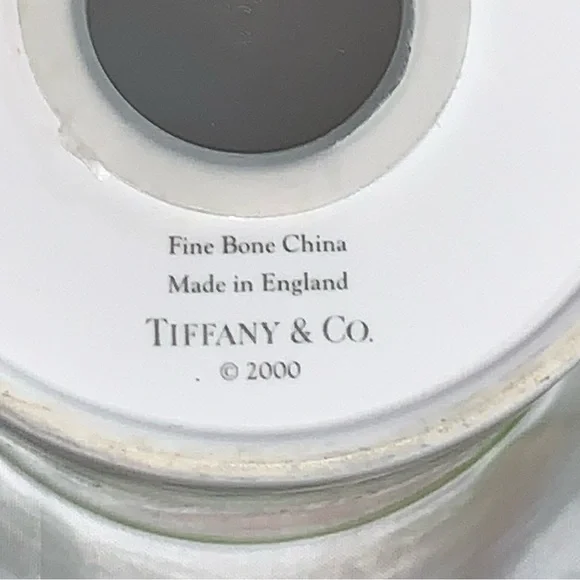 Fine Bone China
Made in England
TIFFANY & CO.
© 2000